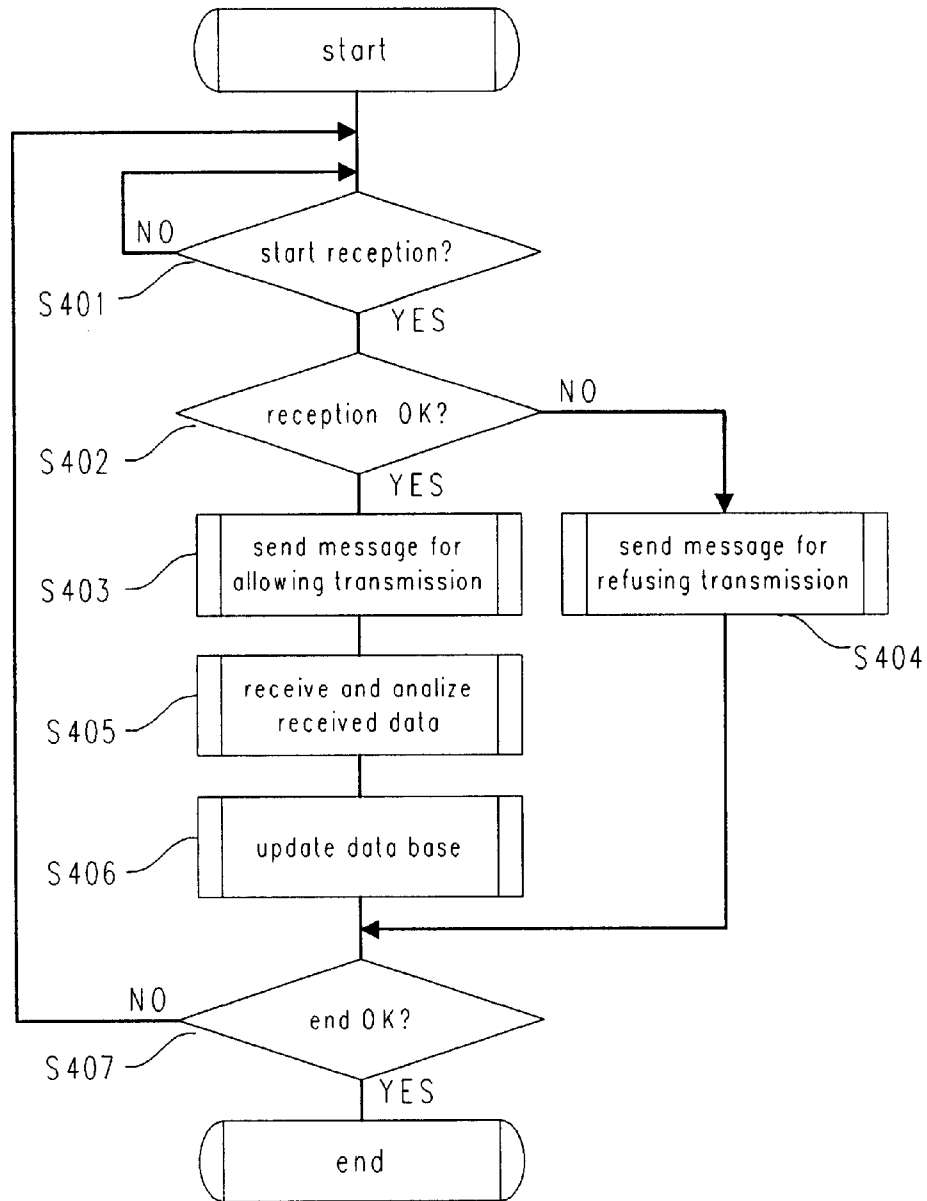 start
NO
start reception?
S401
YES
reception OK?
NO
S402
YES
send message for
allowing transmission
S403
send message for
refusing transmission
S404
receive and analize
received data
S405
update data base
S406
NO
end OK?
S407
YES
end